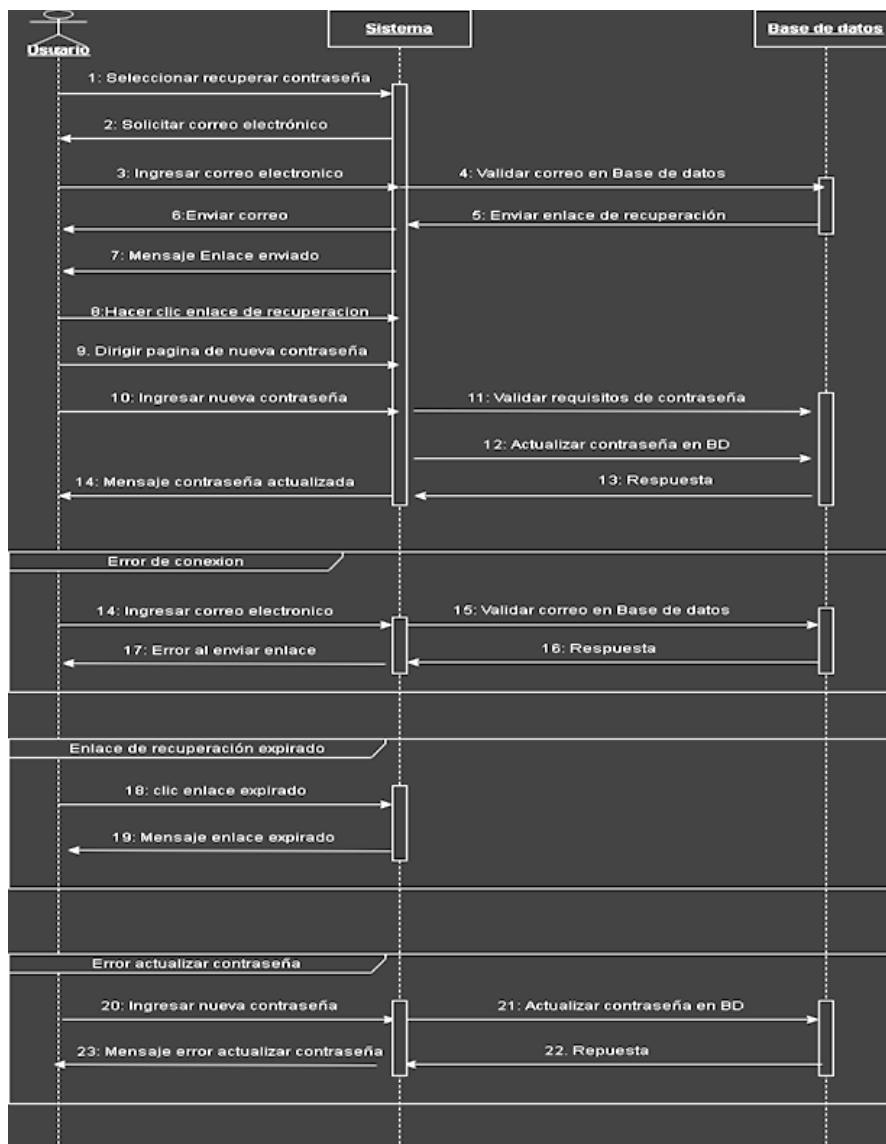 Usuario
Sistema
Base de datos
1: Seleccionar recuperar contraseña
2: Solicitar correo electrónico
3: Ingresar correo electronico
4: Validar correo en Base de datos
6:Enviar correo
5: Enviar enlace de recuperación
7: Mensaje Enlace enviado
8:Hacer clic enlace de recuperacion
9. Dirigir pagina de nueva contraseña
10: Ingresar nueva contraseña
11: Validar requisitos de contraseña
12: Actualizar contraseña en BD
14: Mensaje contraseña actualizada
13: Respuesta
Error de conexion
14: Ingresar correo electronico
15: Validar correo en Base de datos
17: Error al enviar enlace
16: Respuesta
Enlace de recuperación expirado
18: clic enlace expirado
19: Mensaje enlace expirado
Error actualizar contraseña
20: Ingresar nueva contraseña
21: Actualizar contraseña en BD
23: Mensaje error actualizar contraseña
22. Repuesta